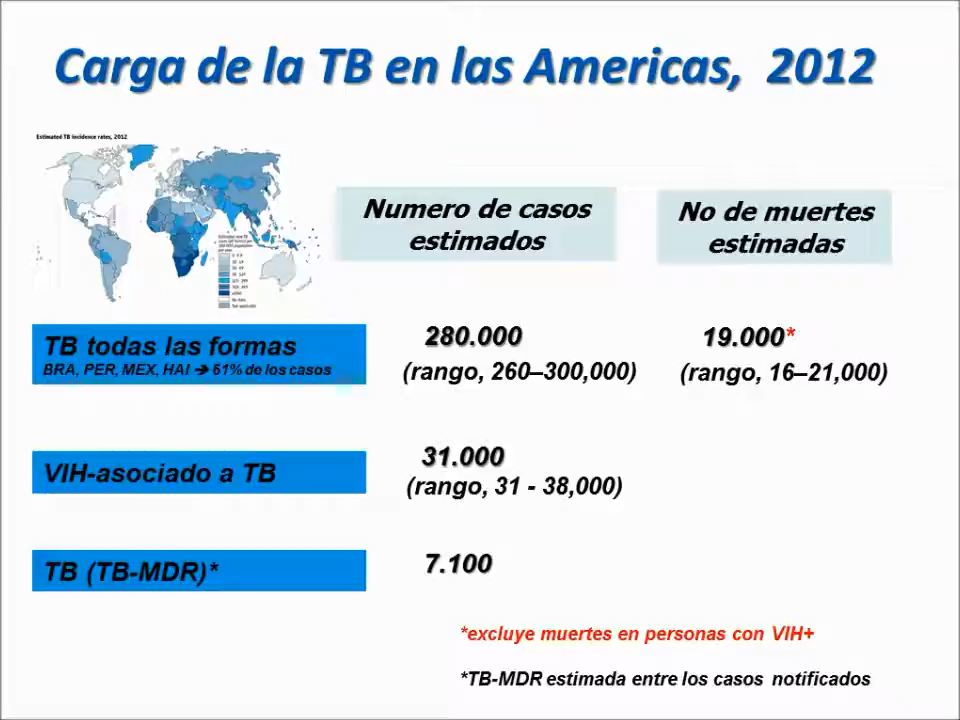 Carga de la TB en las Americas, 2012
Estimated TB incidence rates, 2012
Numero de casos
estimados
No de muertes
estimadas
TB todas las formas
BRA, PER, MEX, HAI ➔ 61% de los casos
280.000
(rango, 260–300,000)
19.000*
(rango, 16–21,000)
VIH-asociado a TB
31.000
(rango, 31 - 38,000)
TB (TB-MDR)*
7.100
*excluye muertes en personas con VIH+
*TB-MDR estimada entre los casos notificados